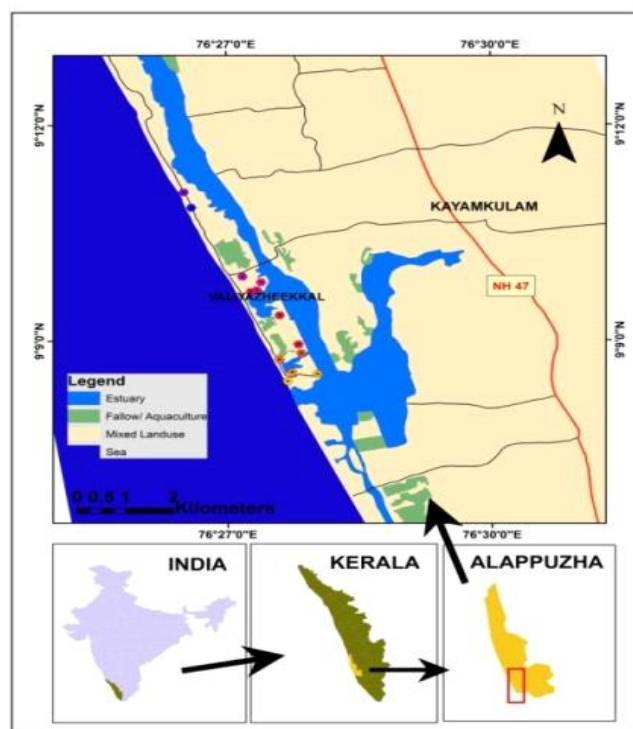 76°27'0"E 76°30'0"E
9°12'0"N 9°12'0"N
N
KAYAMKULAM
NH 47
VALIYAZHEEKKAL
9°9'0"N 9°9'0"N
Legend
Estuary
Fallow/ Aquaculture
Mixed Landuse
Sea
0 0.5 1 2
Kilometers
76°27'0"E 76°30'0"E
INDIA KERALA ALAPPUZHA